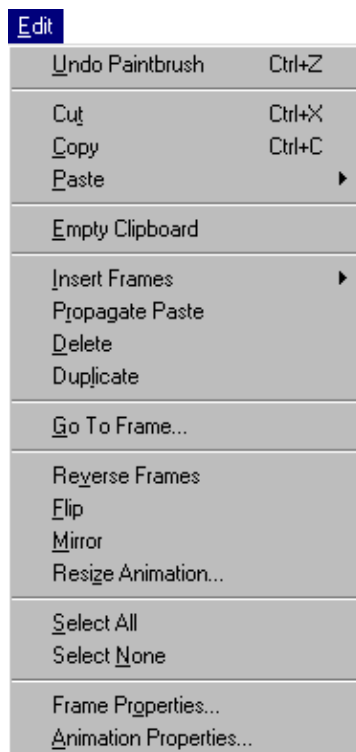 Edit
Undo Paintbrush Ctrl+Z
Cut Ctrl+X
Copy Ctrl+C
Paste
Empty Clipboard
Insert Frames
Propagate Paste
Delete
Duplicate
Go To Frame...
Reverse Frames
Flip
Mirror
Resize Animation...
Select All
Select None
Frame Properties...
Animation Properties...